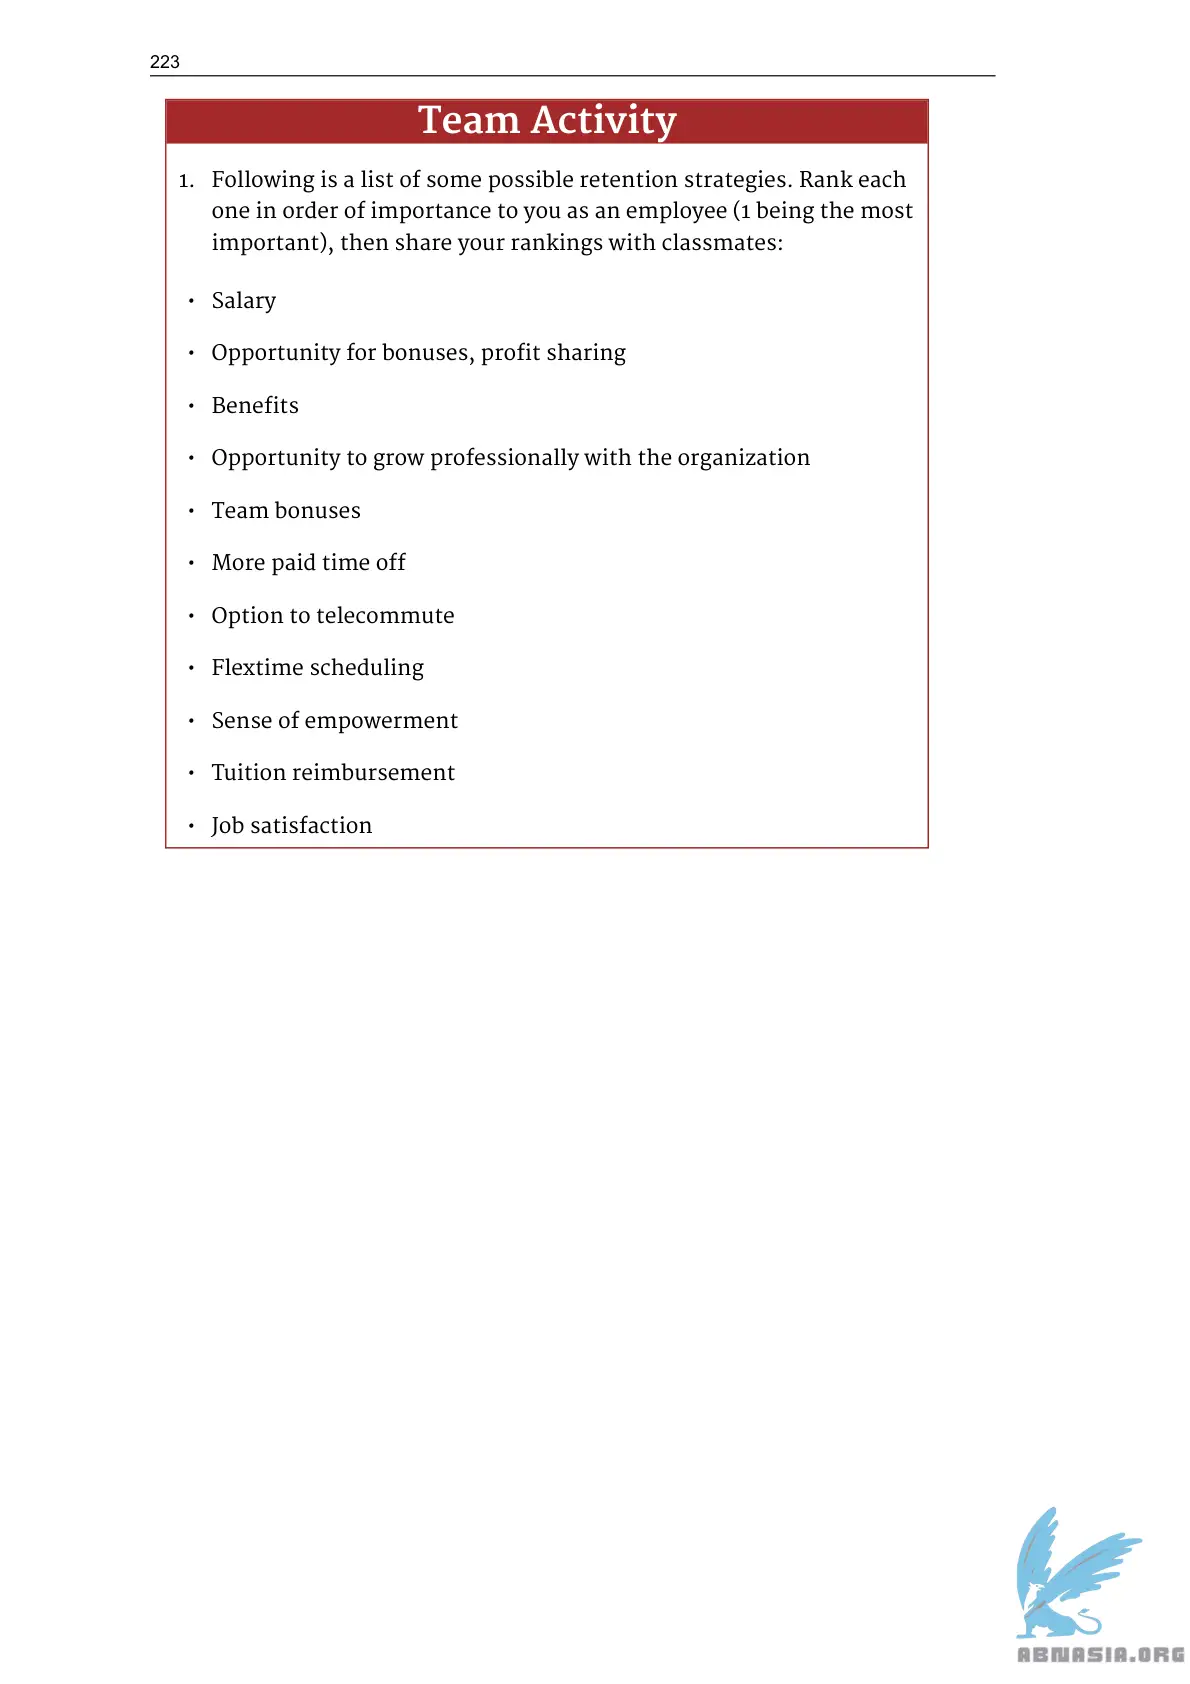 223
Team Activity
1. Following is a list of some possible retention strategies. Rank each
one in order of importance to you as an employee (1 being the most
important), then share your rankings with classmates:
• Salary
• Opportunity for bonuses, profit sharing
• Benefits
• Opportunity to grow professionally with the organization
• Team bonuses
• More paid time off
• Option to telecommute
• Flextime scheduling
• Sense of empowerment
• Tuition reimbursement
• Job satisfaction
ABNASIA.ORG